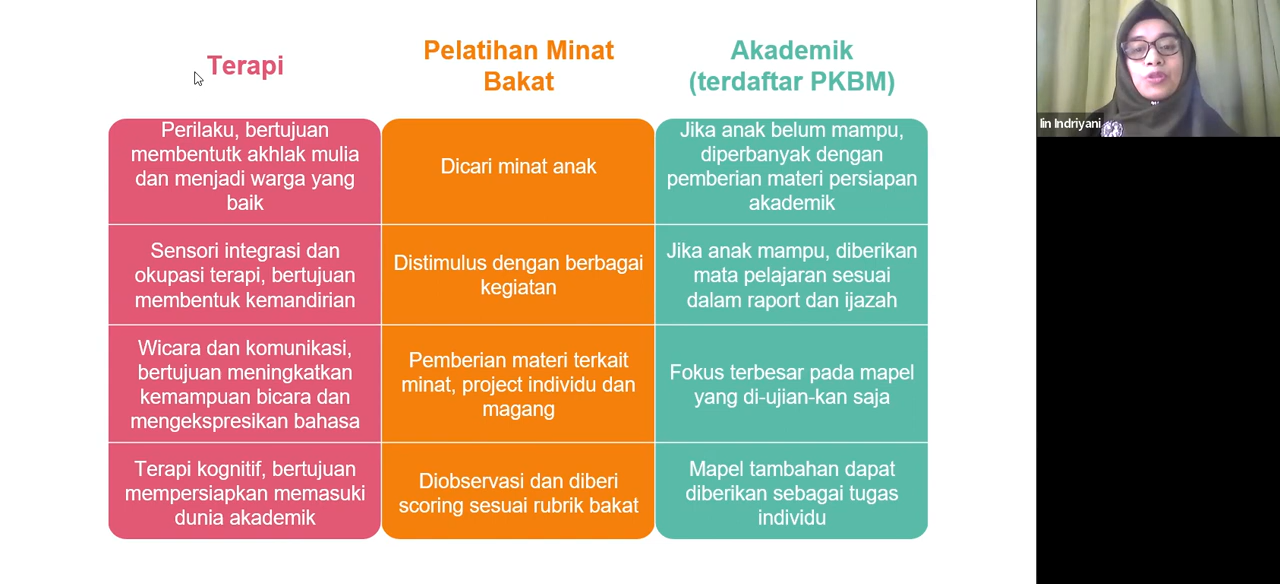 Terapi
Pelatihan Minat
Bakat
Akademik
(terdaftar PKBM)
Perilaku, bertujuan
membentutk akhlak mulia
dan menjadi warga yang
baik
Dicari minat anak
Jika anak belum mampu,
diperbanyak dengan
pemberian materi persiapan
akademik
Sensori integrasi dan
okupasi terapi, bertujuan
membentuk kemandirian
Distimulus dengan berbagai
kegiatan
Jika anak mampu, diberikan
mata pelajaran sesuai
dalam raport dan ijazah
Wicara dan komunikasi,
bertujuan meningkatkan
kemampuan bicara dan
mengekspresikan bahasa
Pemberian materi terkait
minat, project individu dan
magang
Fokus terbesar pada mapel
yang di-ujian-kan saja
Terapi kognitif, bertujuan
mempersiapkan memasuki
dunia akademik
Diobservasi dan diberi
scoring sesuai rubrik bakat
Mapel tambahan dapat
diberikan sebagai tugas
individu
Iin Indriyani